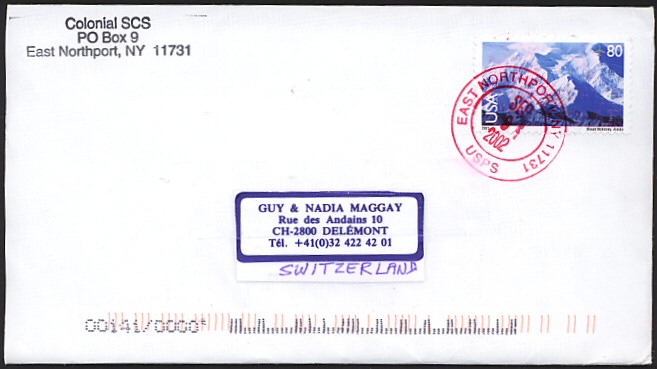 Colonial SCS
PO Box 9
East Northport, NY 11731
80
USA
Mount McKinley, Alaska
EAST NORTHPORT, NY 11731
SEP
2002
USPS
GUY & NADIA MAGGAY
Rue des Andains 10
CH-2800 DELÉMONT
Tél. +41(0)32 422 42 01
SWITZERLAND